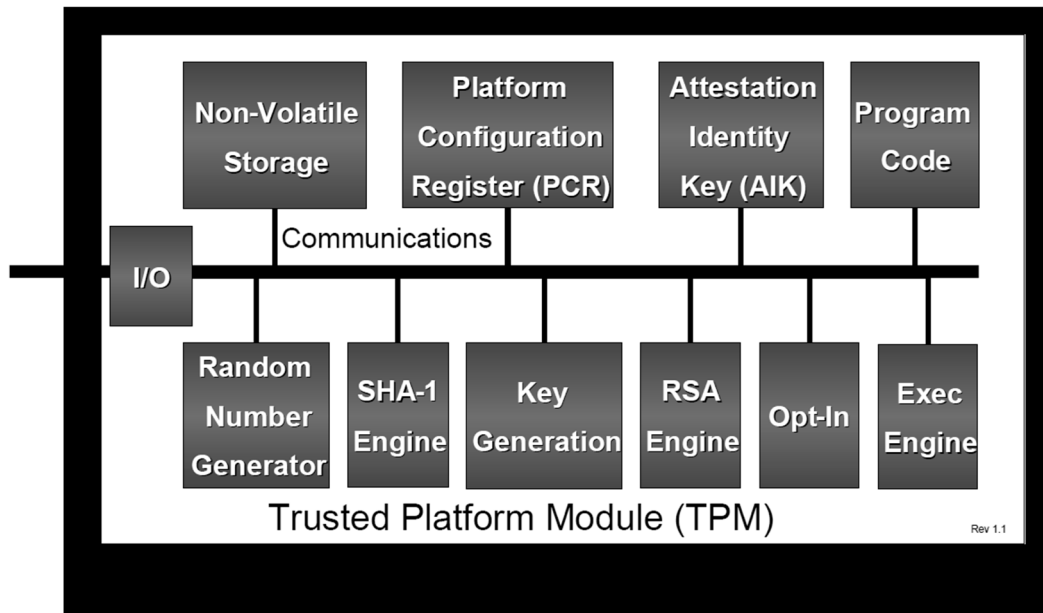 Non-Volatile
Storage
Platform
Configuration
Register (PCR)
Attestation
Identity
Key (AIK)
Program
Code
Communications
I/O
Random
Number
Generator
SHA-1
Engine
Key
Generation
RSA
Engine
Opt-In
Exec
Engine
Trusted Platform Module (TPM)
Rev 1.1